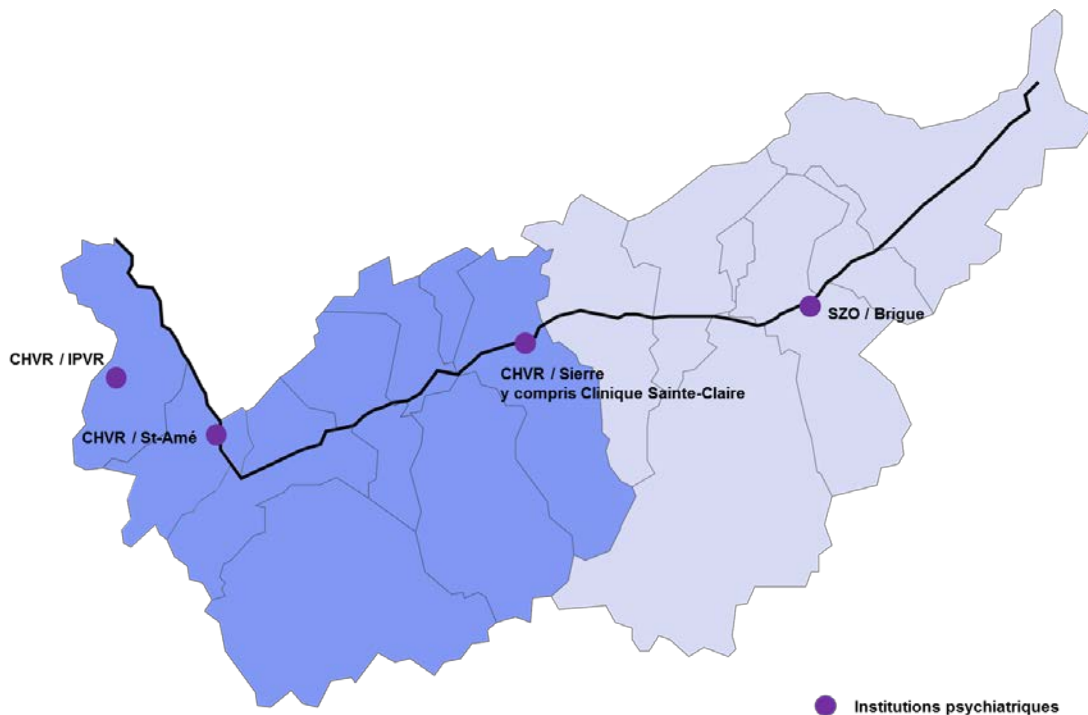 SZO / Brigue
CHVR / IPVR
CHVR / Sierre
y compris Clinique Sainte-Claire
CHVR / St-Amé
Institutions psychiatriques